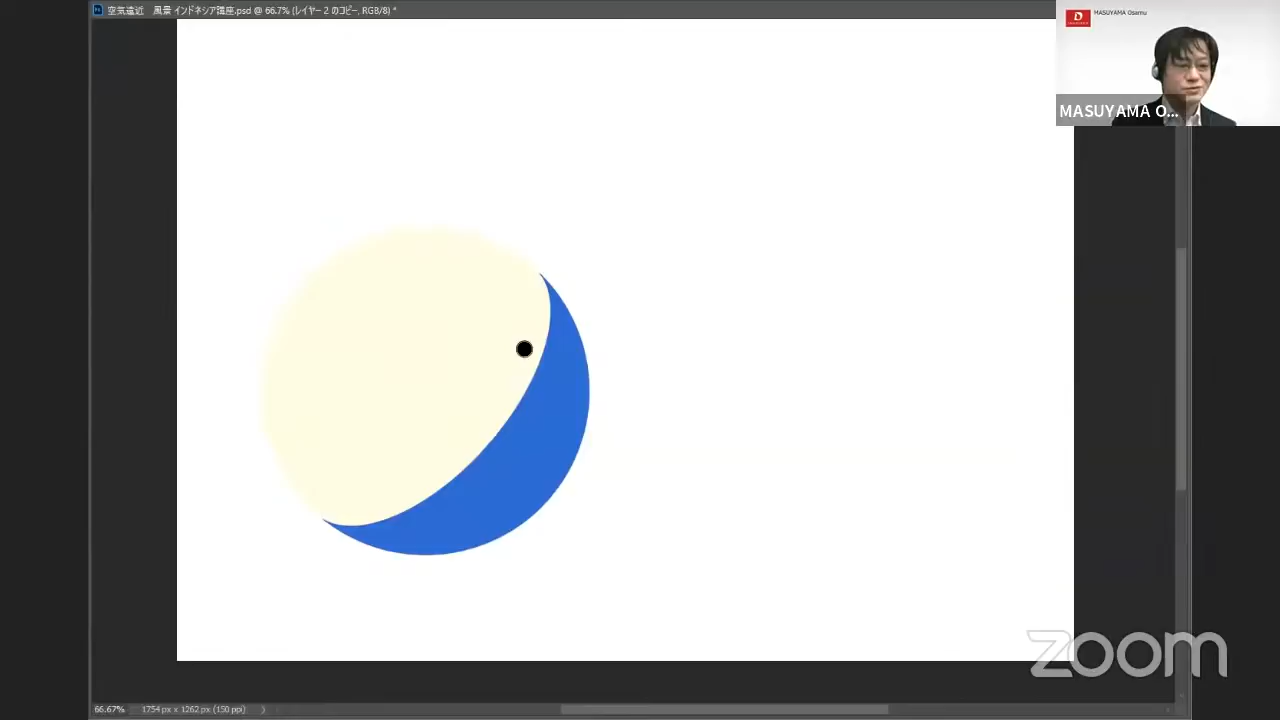 空気遠近　風景 インドネシア講座.psd @ 66.7% (レイヤー 2 のコピー, RGB/8) *
D
MASUYAMA Osamu
MASUYAMA O...
zoom
66.67%
1754 px x 1262 px (150 ppi)